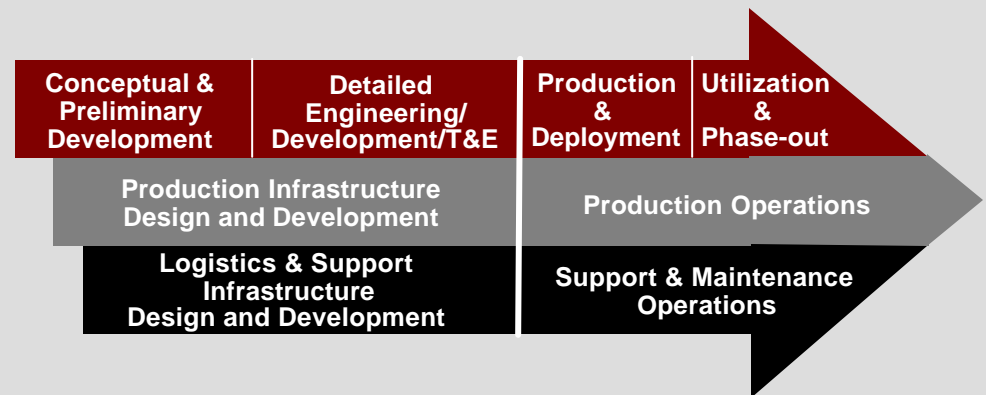 Conceptual &
Preliminary
Development
Detailed
Engineering/
Development/T&E
Production
&
Deployment
Utilization
&
Phase-out
Production Infrastructure
Design and Development
Production Operations
Logistics & Support
Infrastructure
Design and Development
Support & Maintenance
Operations